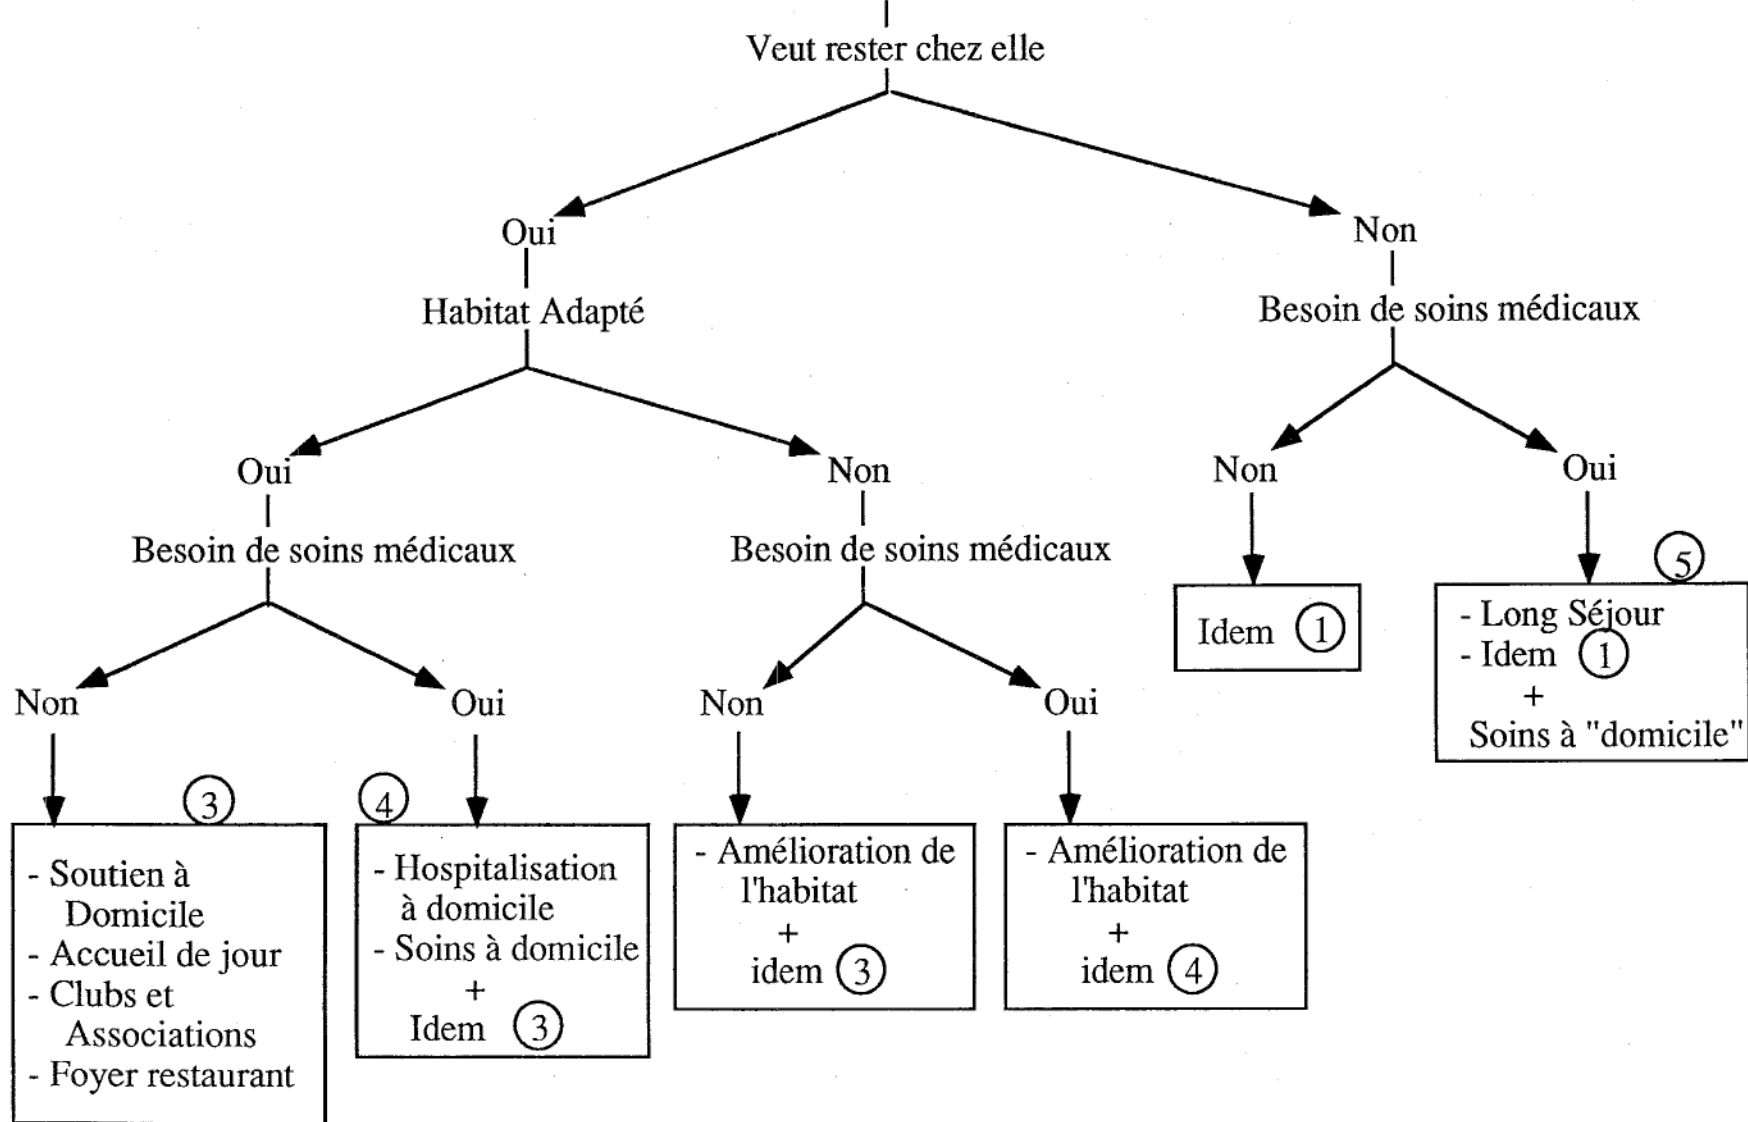 Veut rester chez elle
Oui
Non
Habitat Adapté
Besoin de soins médicaux
Oui
Non
Non
Oui
Besoin de soins médicaux
Besoin de soins médicaux
Non
Oui
Non
Oui
Idem 1
5
- Long Séjour
- Idem 1
+
Soins à "domicile"
3
- Soutien à
Domicile
- Accueil de jour
- Clubs et
Associations
- Foyer restaurant
4
- Hospitalisation
à domicile
- Soins à domicile
+
Idem 3
- Amélioration de
l'habitat
+
idem 3
- Amélioration de
l'habitat
+
idem 4